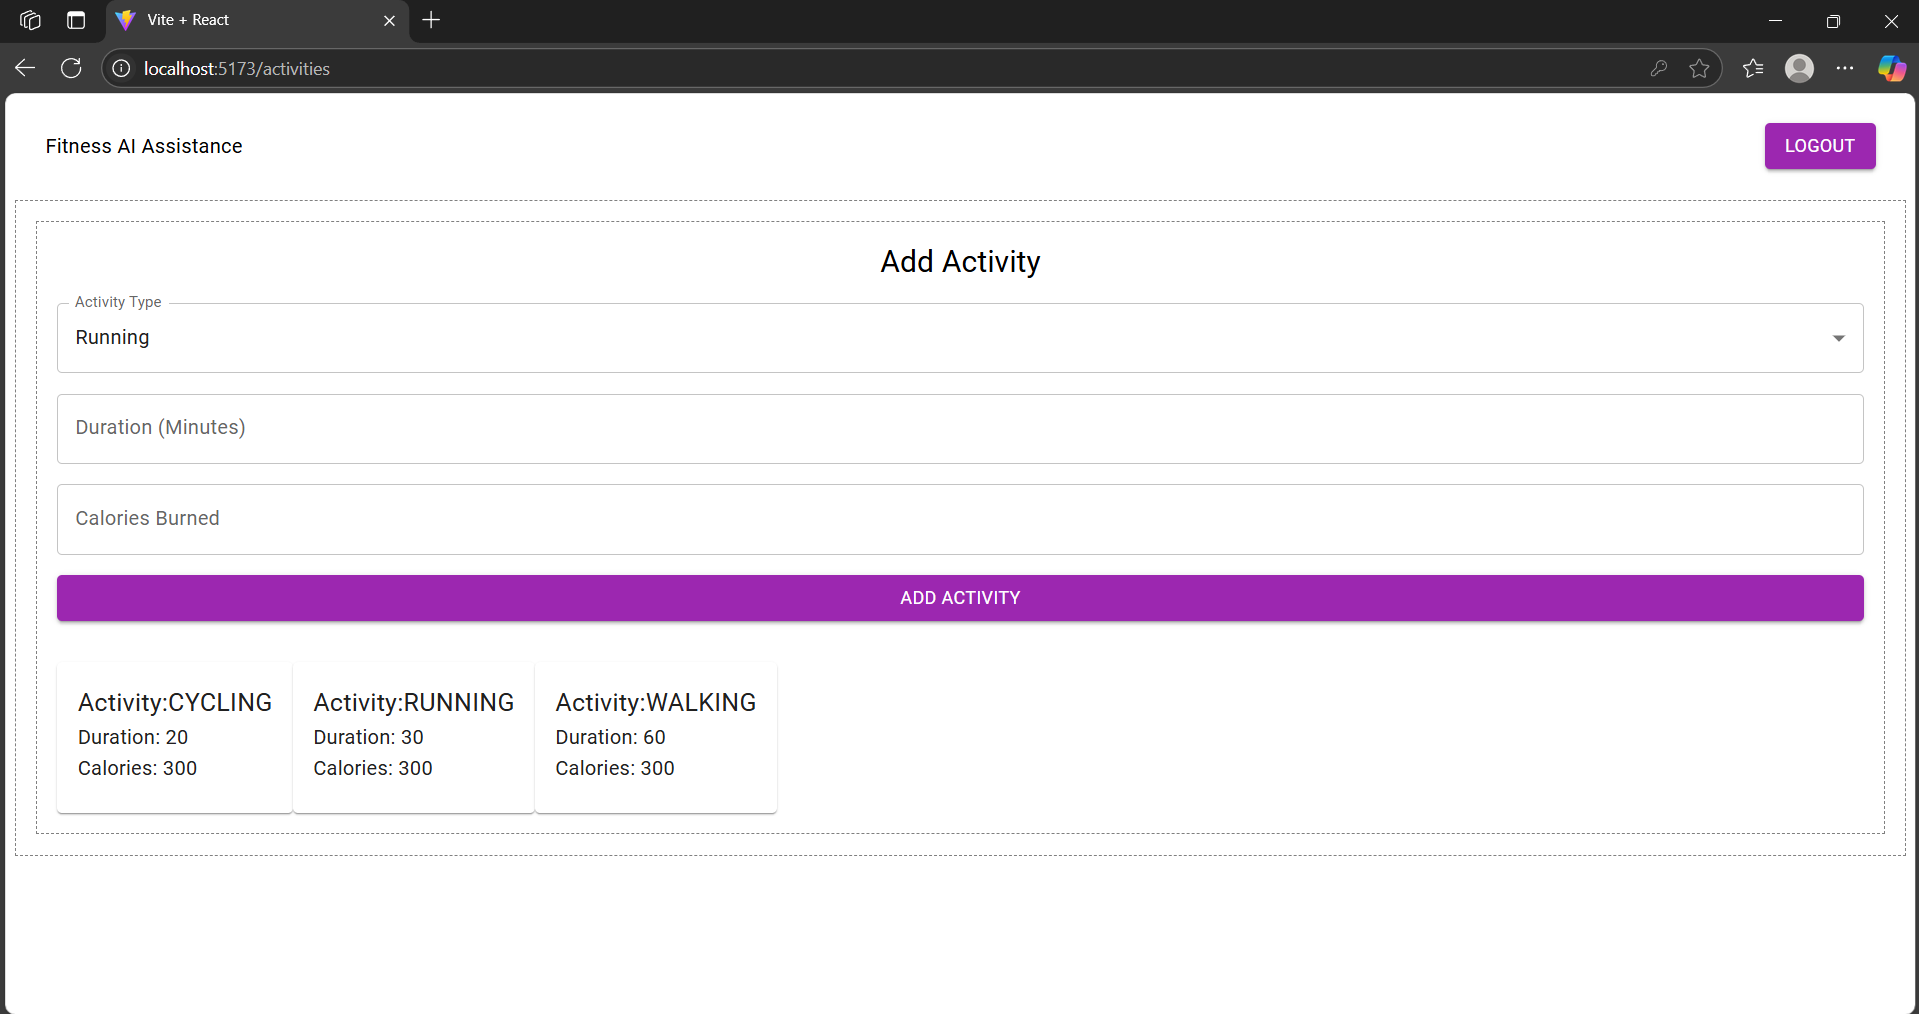 Vite + React
localhost:5173/activities
Fitness AI Assistance
LOGOUT
Add Activity
Activity Type
Running
Duration (Minutes)
Calories Burned
ADD ACTIVITY
Activity:CYCLING
Duration: 20
Calories: 300
Activity:RUNNING
Duration: 30
Calories: 300
Activity:WALKING
Duration: 60
Calories: 300